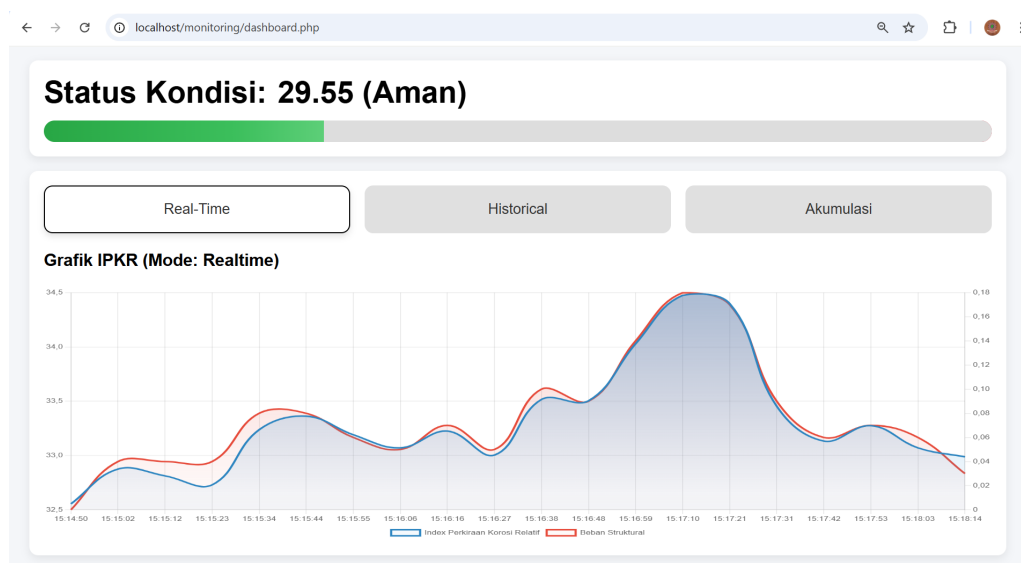 localhost/monitoring/dashboard.php
Status Kondisi: 29.55 (Aman)
Real-Time
Historical
Akumulasi
Grafik IPKR (Mode: Realtime)
34,5
34,0
33,5
33,0
32,5
0,18
0,16
0,14
0,12
0,10
0,08
0,06
0,04
0,02
0
15:14:50 15:15:02 15:15:12 15:15:23 15:15:34 15:15:44 15:15:55 15:16:06 15:16:16 15:16:27 15:16:38 15:16:48 15:16:59 15:17:10 15:17:21 15:17:31 15:17:42 15:17:53 15:18:03 15:18:14
Index Perkiraan Korosi Relatif Beban Struktural